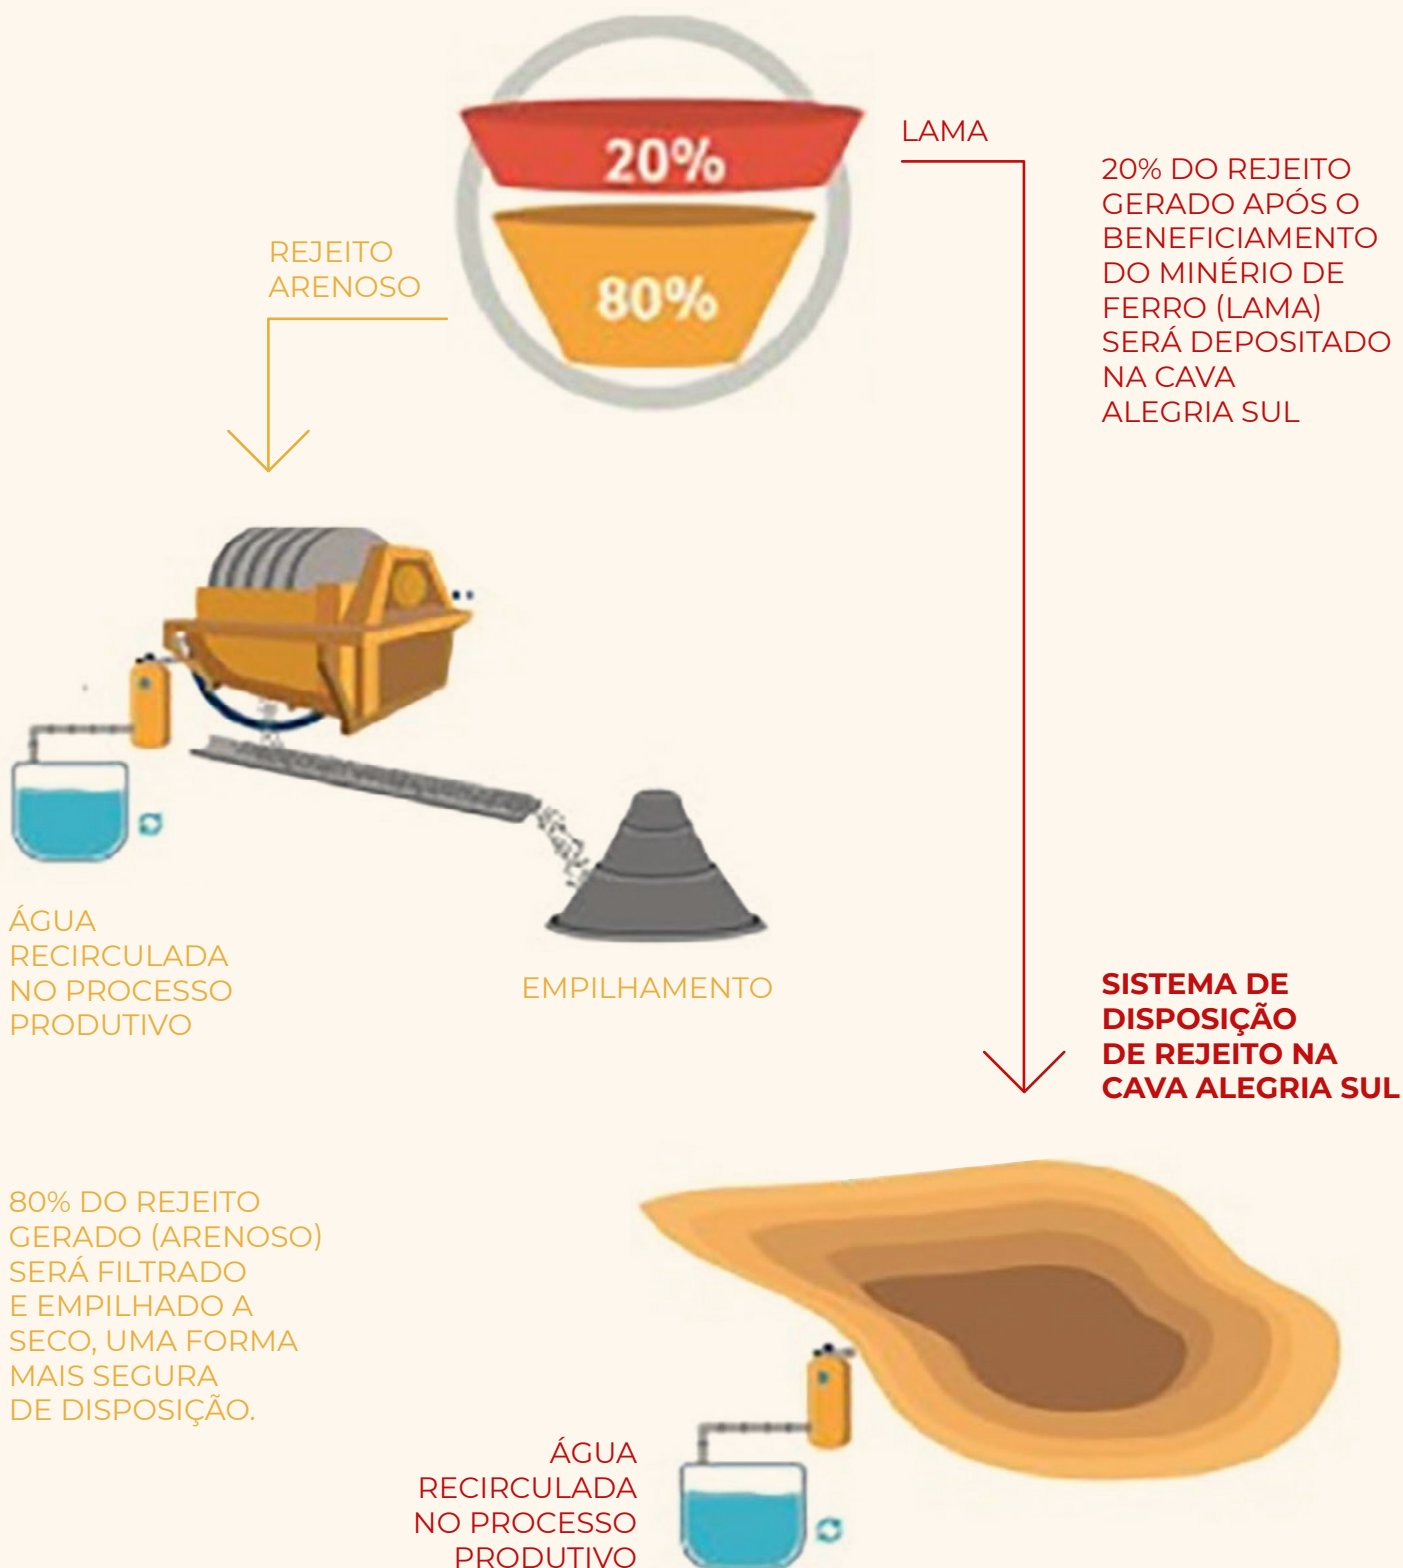 20%
80%
LAMA
20% DO REJEITO
GERADO APÓS O
BENEFICIAMENTO
DO MINÉRIO DE
FERRO (LAMA)
SERÁ DEPOSITADO
NA CAVA
ALEGRIA SUL
REJEITO
ARENOSO
ÁGUA
RECIRCULADA
NO PROCESSO
PRODUTIVO
EMPILHAMENTO
SISTEMA DE
DISPOSIÇÃO
DE REJEITO NA
CAVA ALEGRIA SUL
80% DO REJEITO
GERADO (ARENOSO)
SERÁ FILTRADO
E EMPILHADO A
SECO, UMA FORMA
MAIS SEGURA
DE DISPOSIÇÃO.
ÁGUA
RECIRCULADA
NO PROCESSO
PRODUTIVO